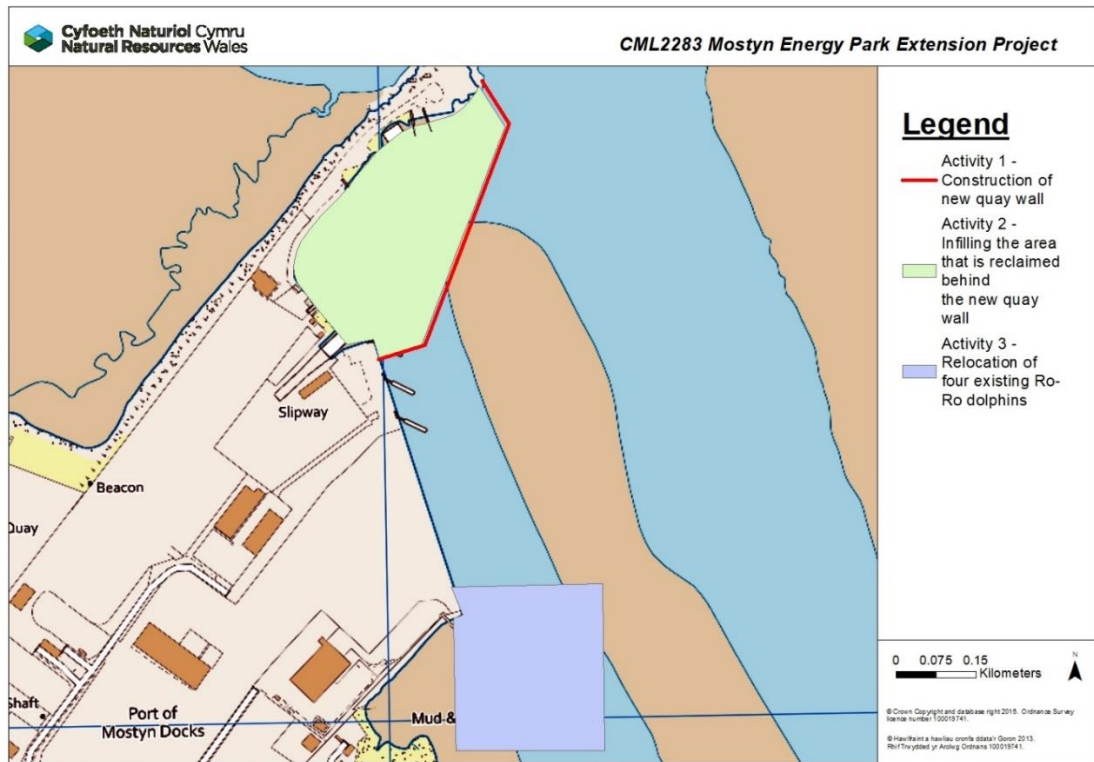 Cyfoeth Naturiol Cymru
Natural Resources Wales
CML2283 Mostyn Energy Park Extension Project
Legend
Activity 1 -
Construction of
new quay wall
Activity 2 -
Infilling the area
that is reclaimed
behind
the new quay
wall
Activity 3 -
Relocation of
four existing Ro-
Ro dolphins
Slipway
Beacon
Quay
Shaft
Port of
Mostyn Docks
Mud &
0 0.075 0.15
Kilometers
N
© Crown Copyright and database right 2016. Ordnance Survey
licence number 100019741.
© Hawlfraint a hawliau cronfa ddata'r Goron 2013.
Rhif Trwydded yr Arolwg Ordnans 100019741.